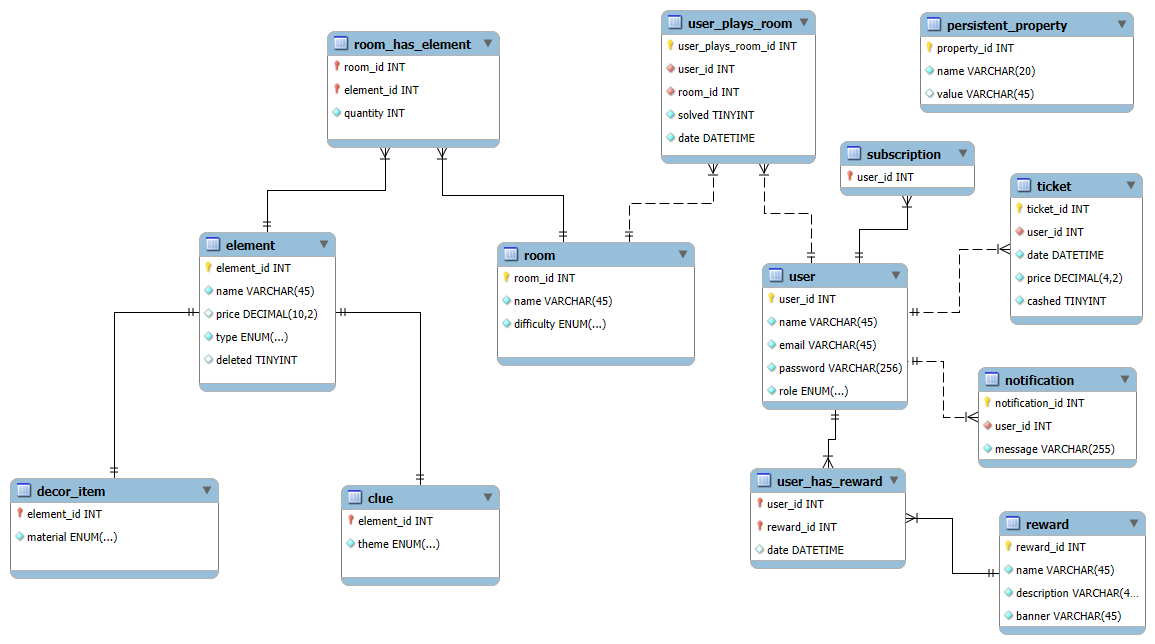 room_has_element
room_id INT
element_id INT
quantity INT
user_plays_room
user_plays_room_id INT
user_id INT
room_id INT
solved TINYINT
date DATETIME
persistent_property
property_id INT
name VARCHAR(20)
value VARCHAR(45)
subscription
user_id INT
ticket
ticket_id INT
user_id INT
date DATETIME
price DECIMAL(4,2)
cashed TINYINT
element
element_id INT
name VARCHAR(45)
price DECIMAL(10,2)
type ENUM(...)
deleted TINYINT
room
room_id INT
name VARCHAR(45)
difficulty ENUM(...)
user
user_id INT
name VARCHAR(45)
email VARCHAR(45)
password VARCHAR(256)
role ENUM(...)
notification
notification_id INT
user_id INT
message VARCHAR(255)
decor_item
element_id INT
material ENUM(...)
clue
element_id INT
theme ENUM(...)
user_has_reward
user_id INT
reward_id INT
date DATETIME
reward
reward_id INT
name VARCHAR(45)
description VARCHAR(4...
banner VARCHAR(45)